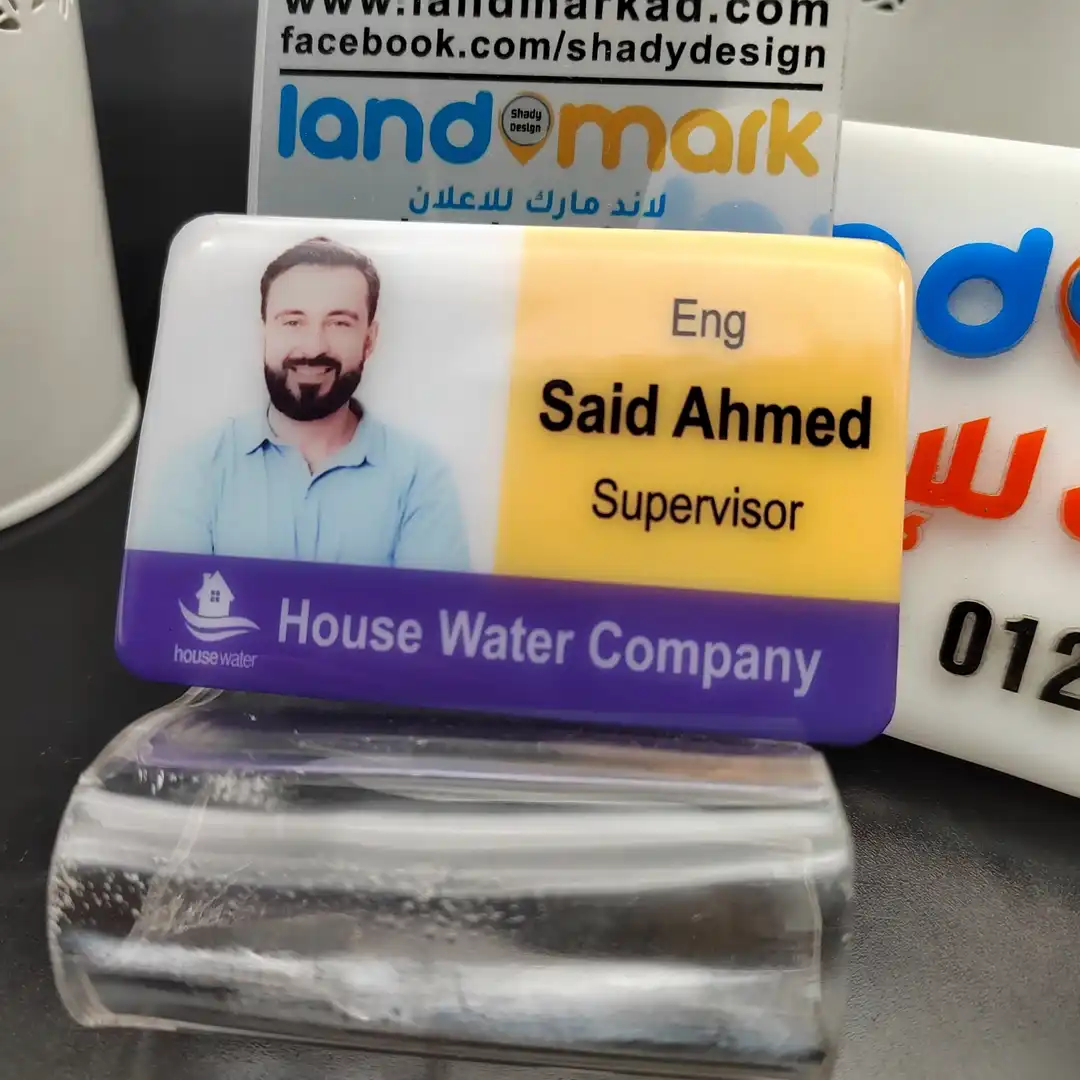 www.landmarkad.com
facebook.com/shadydesign
land mark
Shady
Design
لاند مارك للاعلان
Eng
Said Ahmed
Supervisor
House Water Company
housewater
d
012